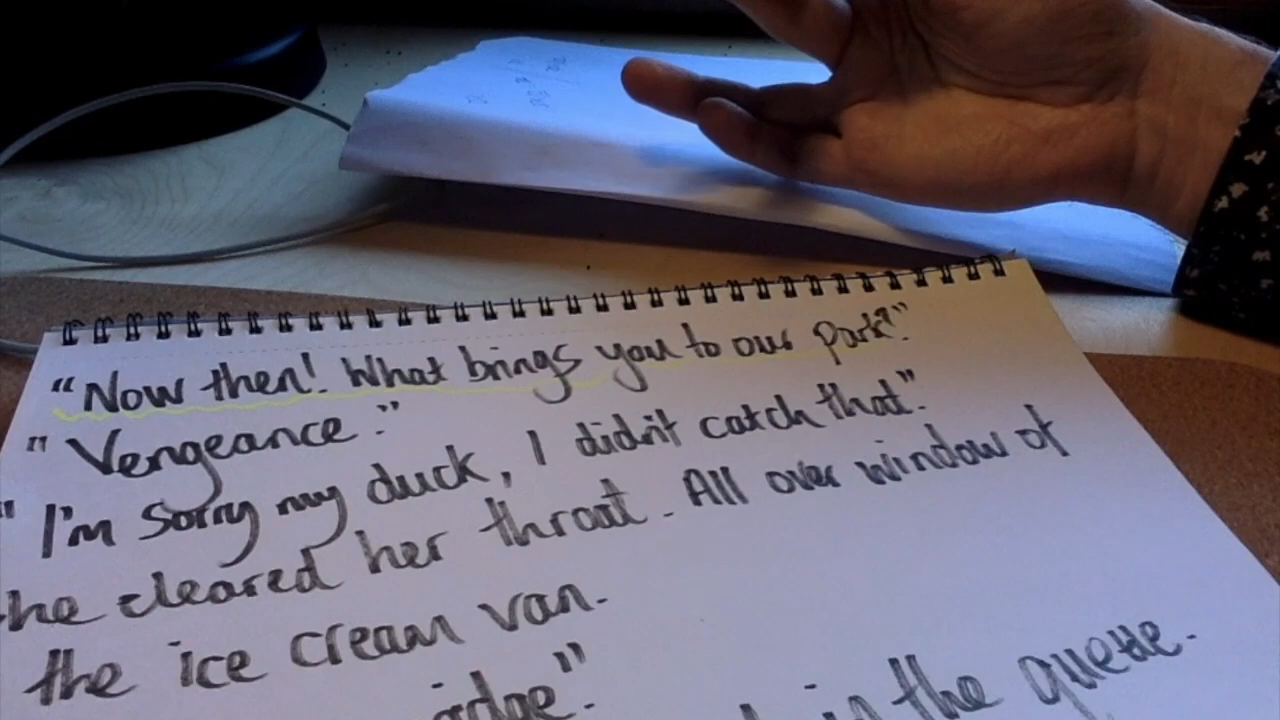 "Now then! What brings you to our park?"
"Vengeance."
"I'm Sorry my duck, I didn't catch that".
he cleared her throat. All over window of
the ice cream van.
in the queue.